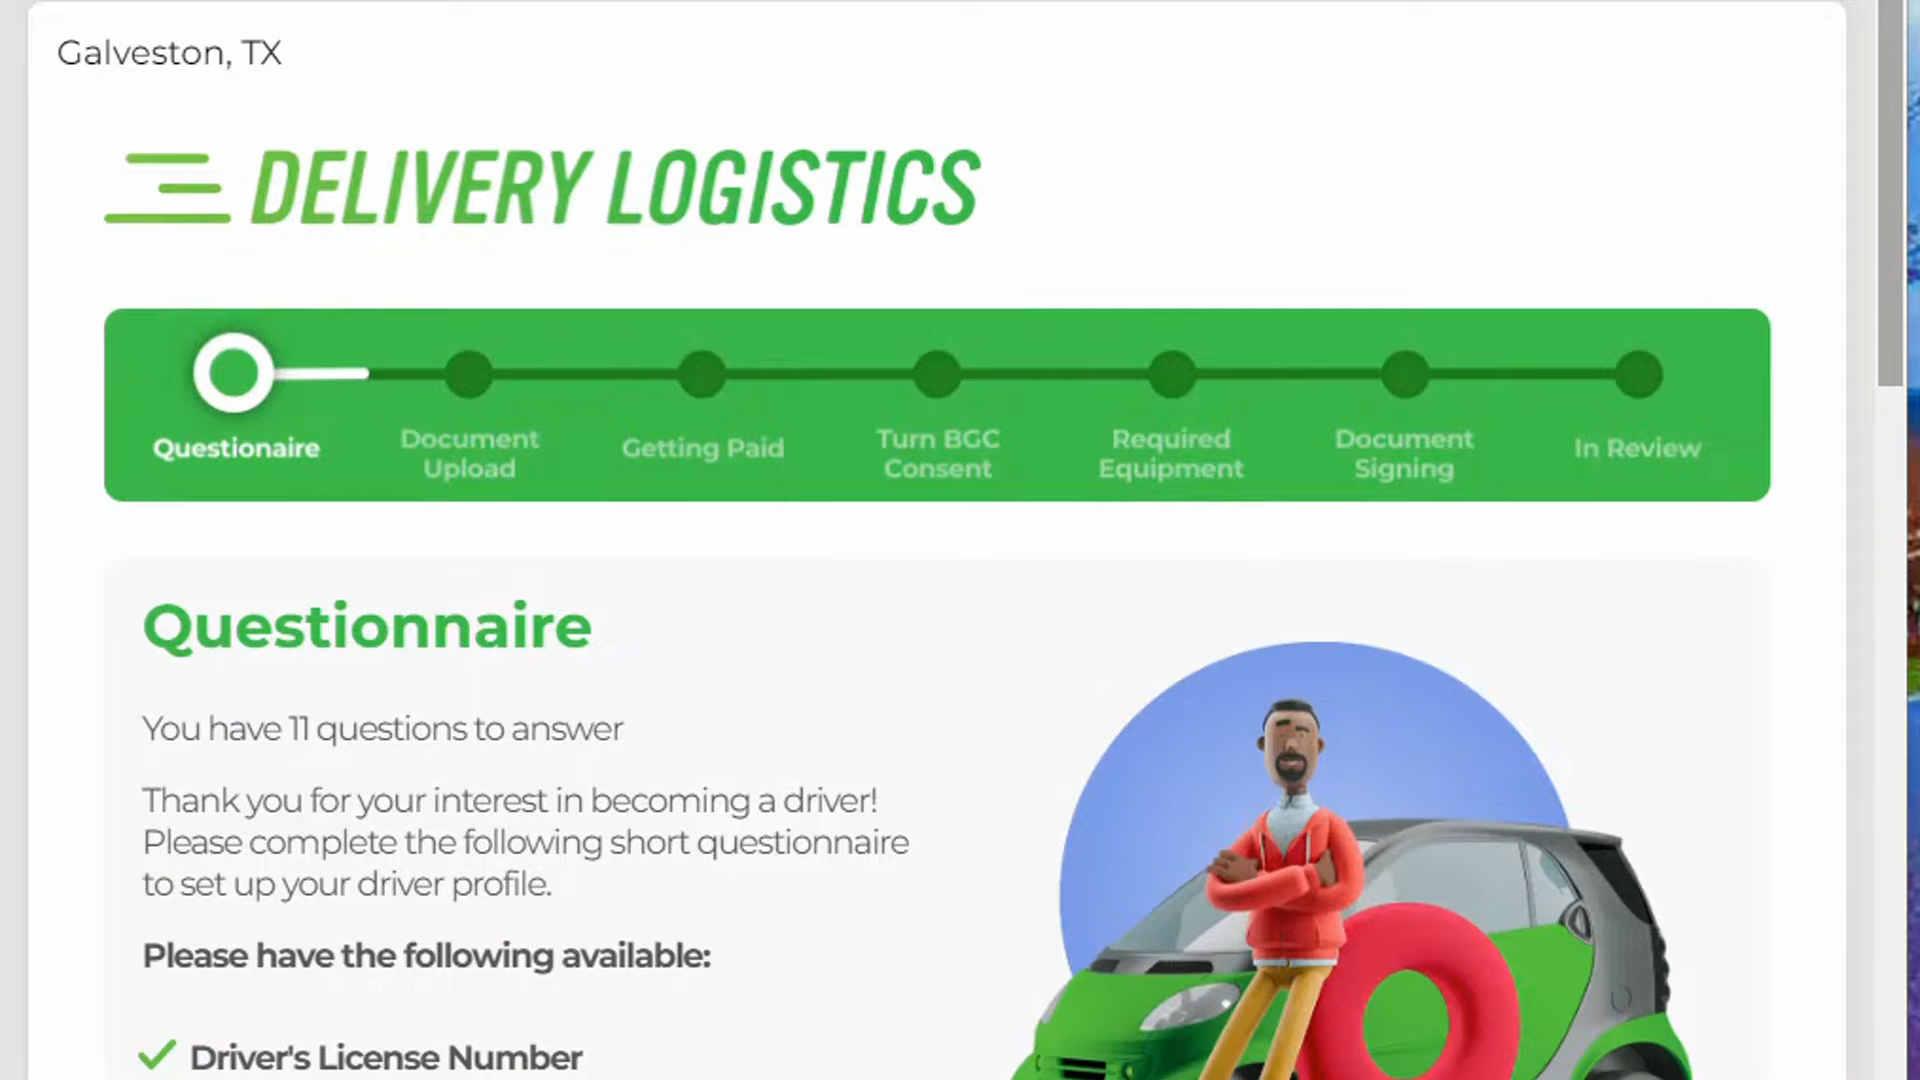 Galveston, TX
DELIVERY LOGISTICS
Questionaire
Document
Upload
Getting Paid
Turn BGC
Consent
Required
Equipment
Document
Signing
In Review
Questionnaire
You have 11 questions to answer
Thank you for your interest in becoming a driver!
Please complete the following short questionnaire
to set up your driver profile.
Please have the following available:
Driver's License Number